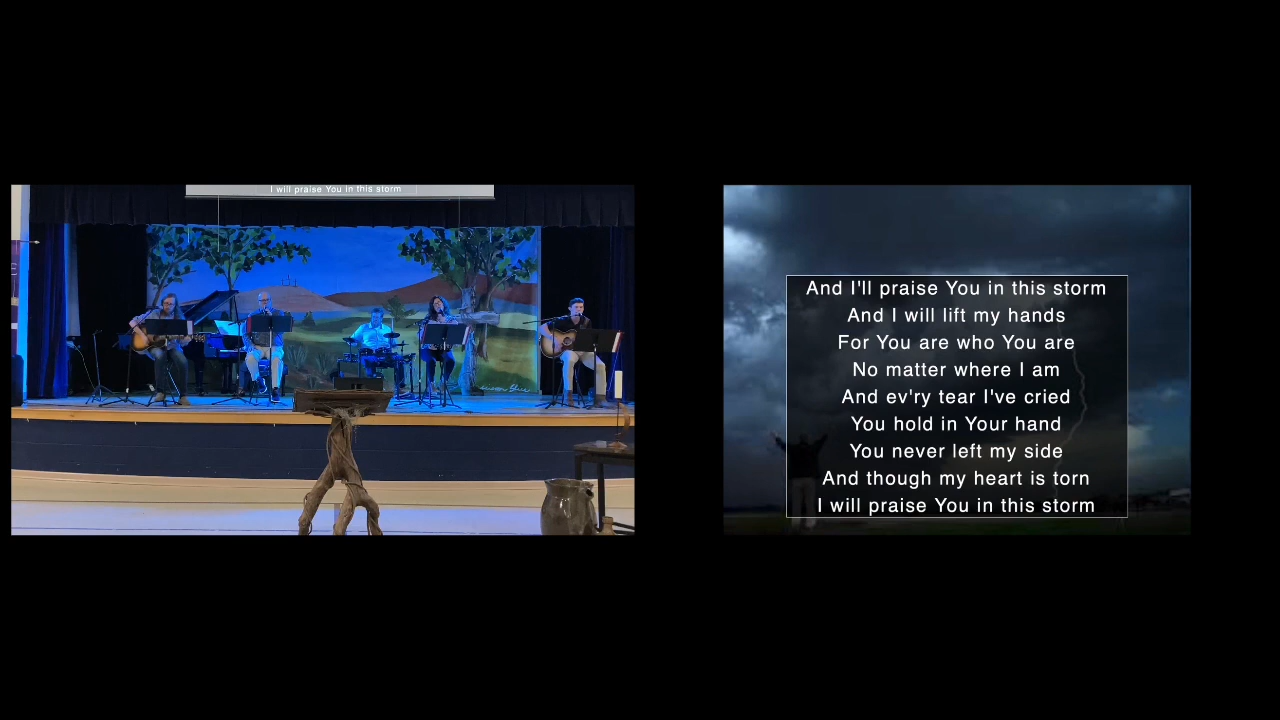 I will praise You in this storm
And I'll praise You in this storm
And I will lift my hands
For You are who You are
No matter where I am
And ev'ry tear I've cried
You hold in Your hand
You never left my side
And though my heart is torn
I will praise You in this storm